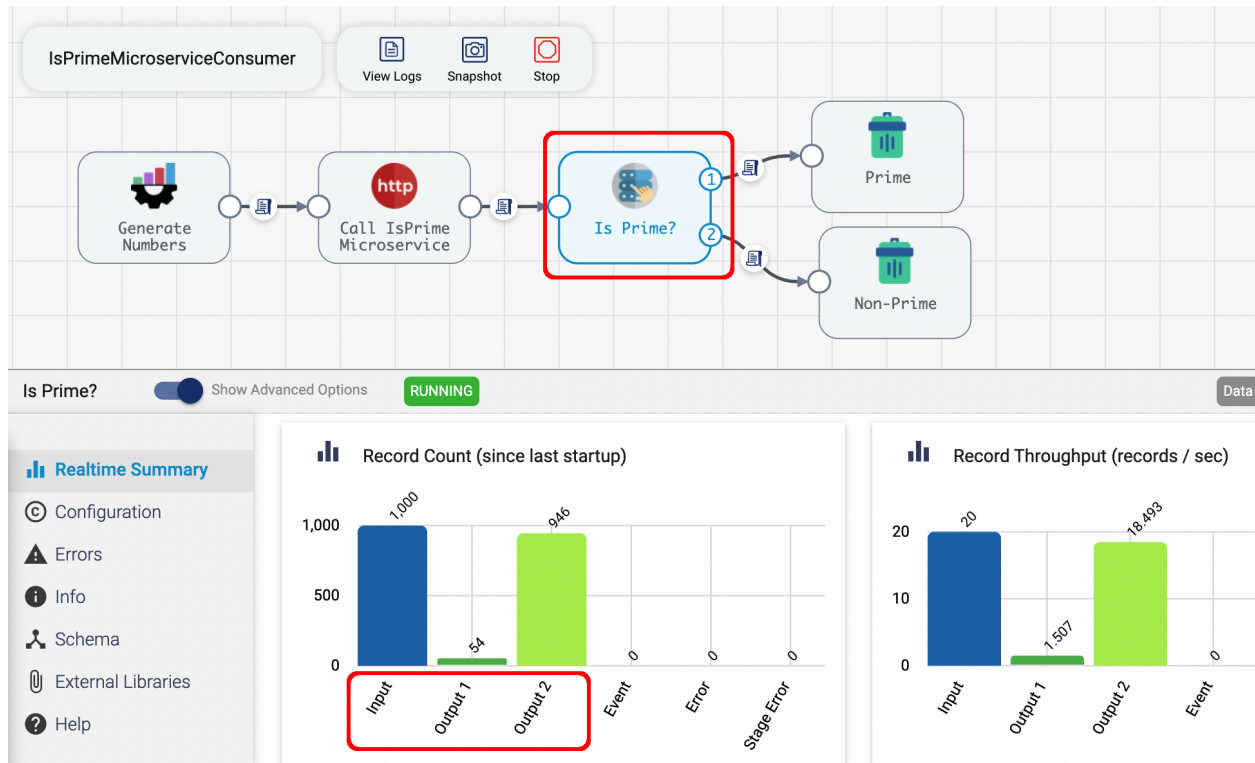 IsPrimeMicroserviceConsumer
View Logs
Snapshot
Stop
Generate
Numbers
http
Call IsPrime
Microservice
Is Prime?
1
2
Prime
Non-Prime
Is Prime?
Show Advanced Options
RUNNING
Data
Realtime Summary
Configuration
Errors
Info
Schema
External Libraries
Help
Record Count (since last startup)
1,000
500
0
1,000
54
946
0
0
0
Input
Output 1
Output 2
Event
Error
Stage Error
Record Throughput (records / sec)
20
10
0
20
1.507
18.493
0
Input
Output 1
Output 2
Event